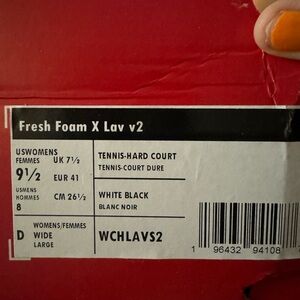 Fresh Foam X Lav v2
USWOMENS
FEMMES UK 7½
9½ EUR 41
USMENS
HOMMES CM 26½
8
TENNIS-HARD COURT
TENNIS-COURT DURE
WHITE BLACK
BLANC NOIR
D WOMENS/FEMMES
WIDE
LARGE
WCHLAVS2
1 96432 94108